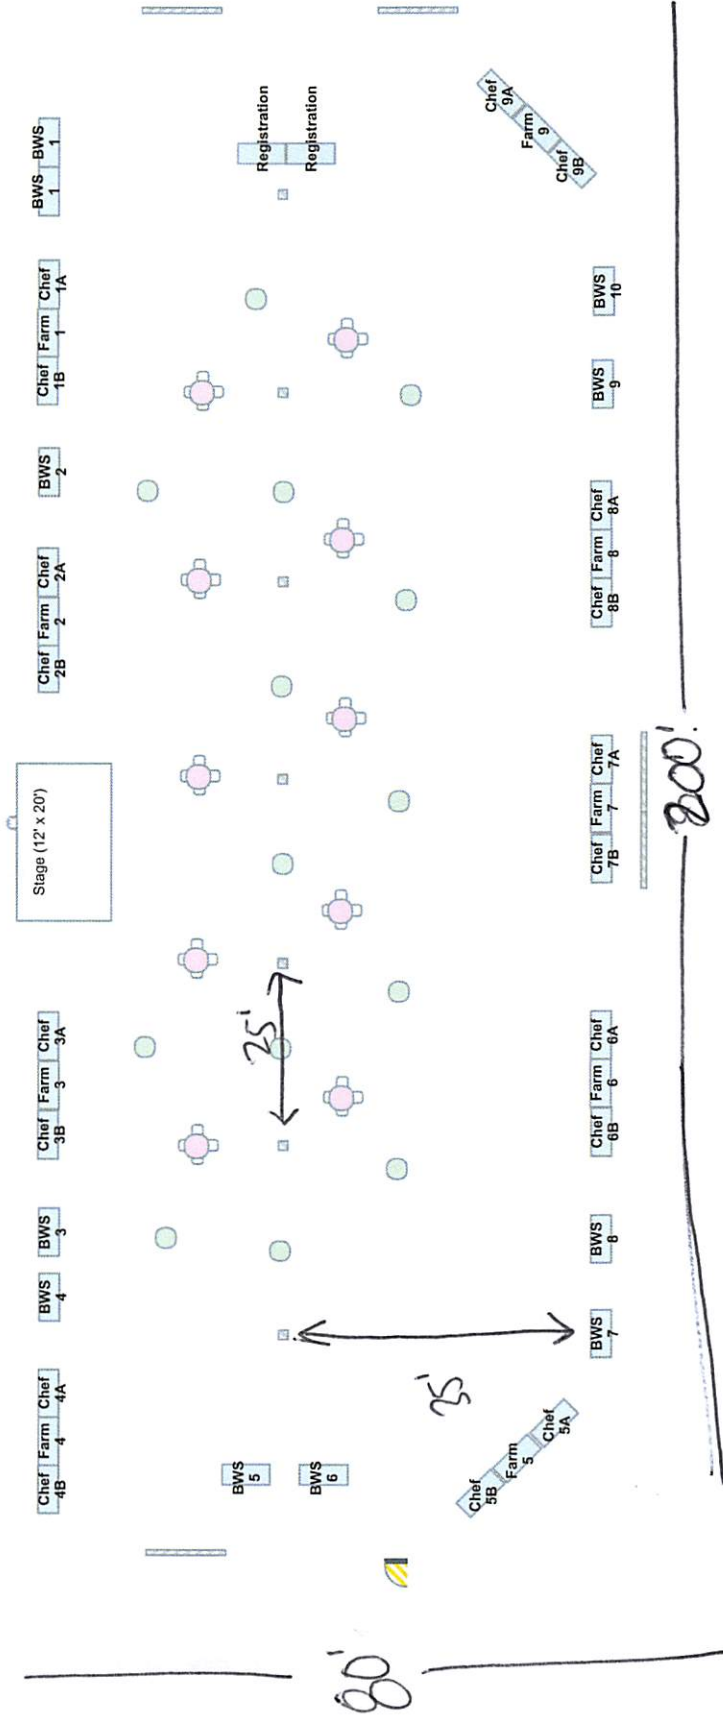 Chef Farm Chef
4B 4 4A
BWS
4
BWS
3
Chef Farm Chef
3B 3 3A
Stage (12' x 20')
Chef Farm Chef
2B 2 2A
BWS
2
Chef Farm Chef
1B 1 1A
BWS BWS
1 1
BWS
5
BWS
6
25'
Registration
Registration
35'
Chef
5B
Farm
5
Chef
5A
Chef
9A
Farm
9
Chef
9B
BWS
7
BWS
8
Chef Farm Chef
6B 6 6A
Chef Farm Chef
7B 7 7A
Chef Farm Chef
8B 8 8A
BWS
9
BWS
10
80'
200'